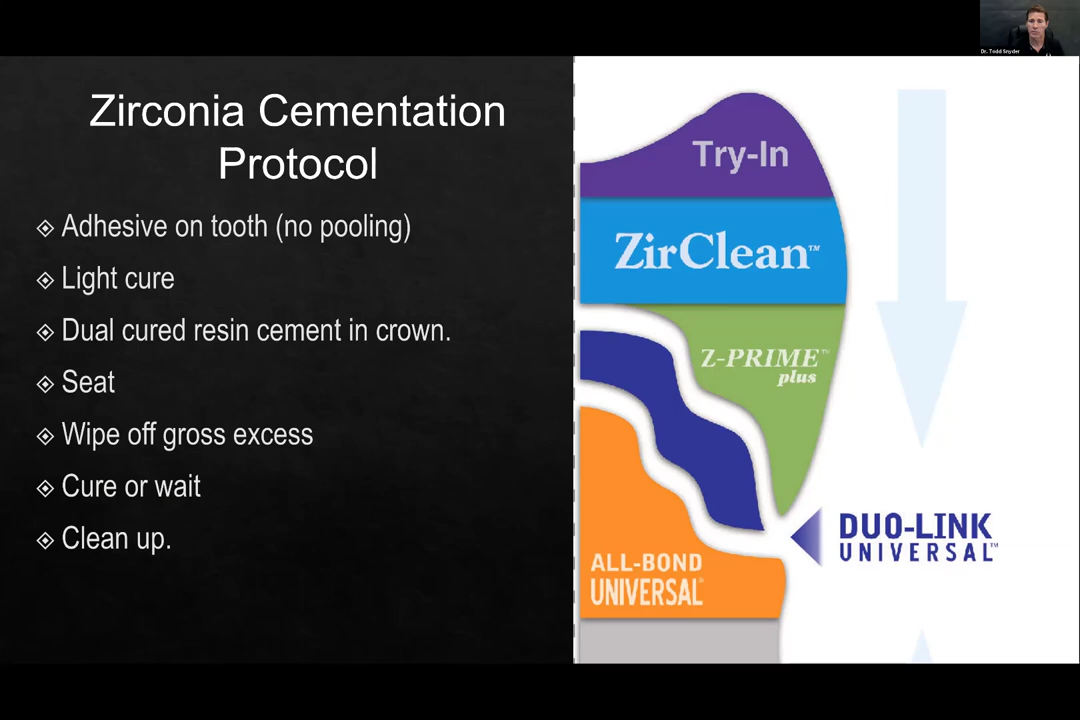 Dr. Todd Snyder
Zirconia Cementation
Protocol
Adhesive on tooth (no pooling)
Light cure
Dual cured resin cement in crown.
Seat
Wipe off gross excess
Cure or wait
Clean up.
Try-In
ZirClean™
Z-PRIME™
plus
DUO-LINK
UNIVERSAL™
ALL-BOND
UNIVERSAL®